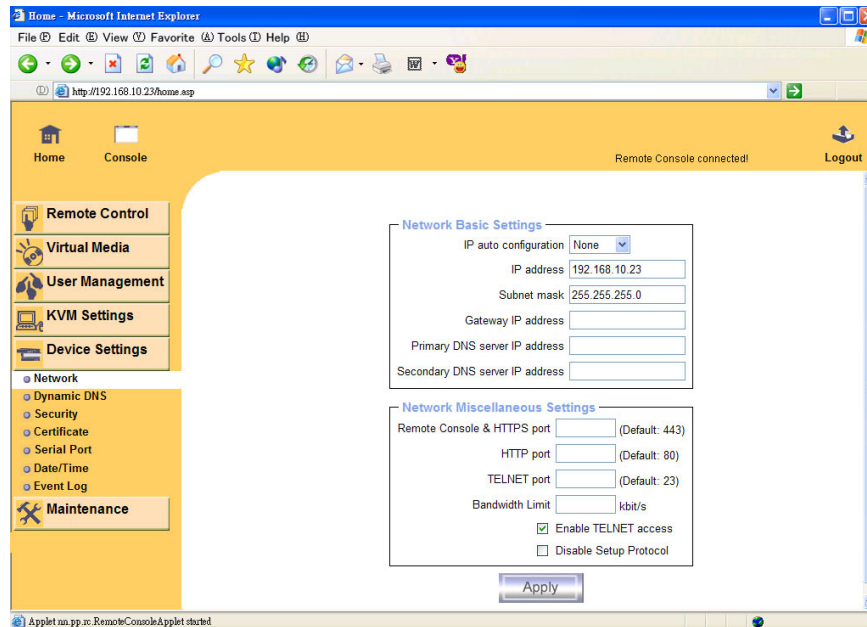 Home - Microsoft Internet Explorer
File (F) Edit (E) View (V) Favorite (A) Tools (T) Help (H)
(D) http://192.168.10.23/home.asp
Home
Console
Remote Console connected!
Logout
Remote Control
Virtual Media
User Management
KVM Settings
Device Settings
Network
Dynamic DNS
Security
Certificate
Serial Port
Date/Time
Event Log
Maintenance
Network Basic Settings
IP auto configuration None
IP address 192.168.10.23
Subnet mask 255.255.255.0
Gateway IP address
Primary DNS server IP address
Secondary DNS server IP address
Network Miscellaneous Settings
Remote Console & HTTPS port (Default: 443)
HTTP port (Default: 80)
TELNET port (Default: 23)
Bandwidth Limit kbit/s
Enable TELNET access
Disable Setup Protocol
Apply
Applet nn.pp.rc.RemoteConsoleApplet started